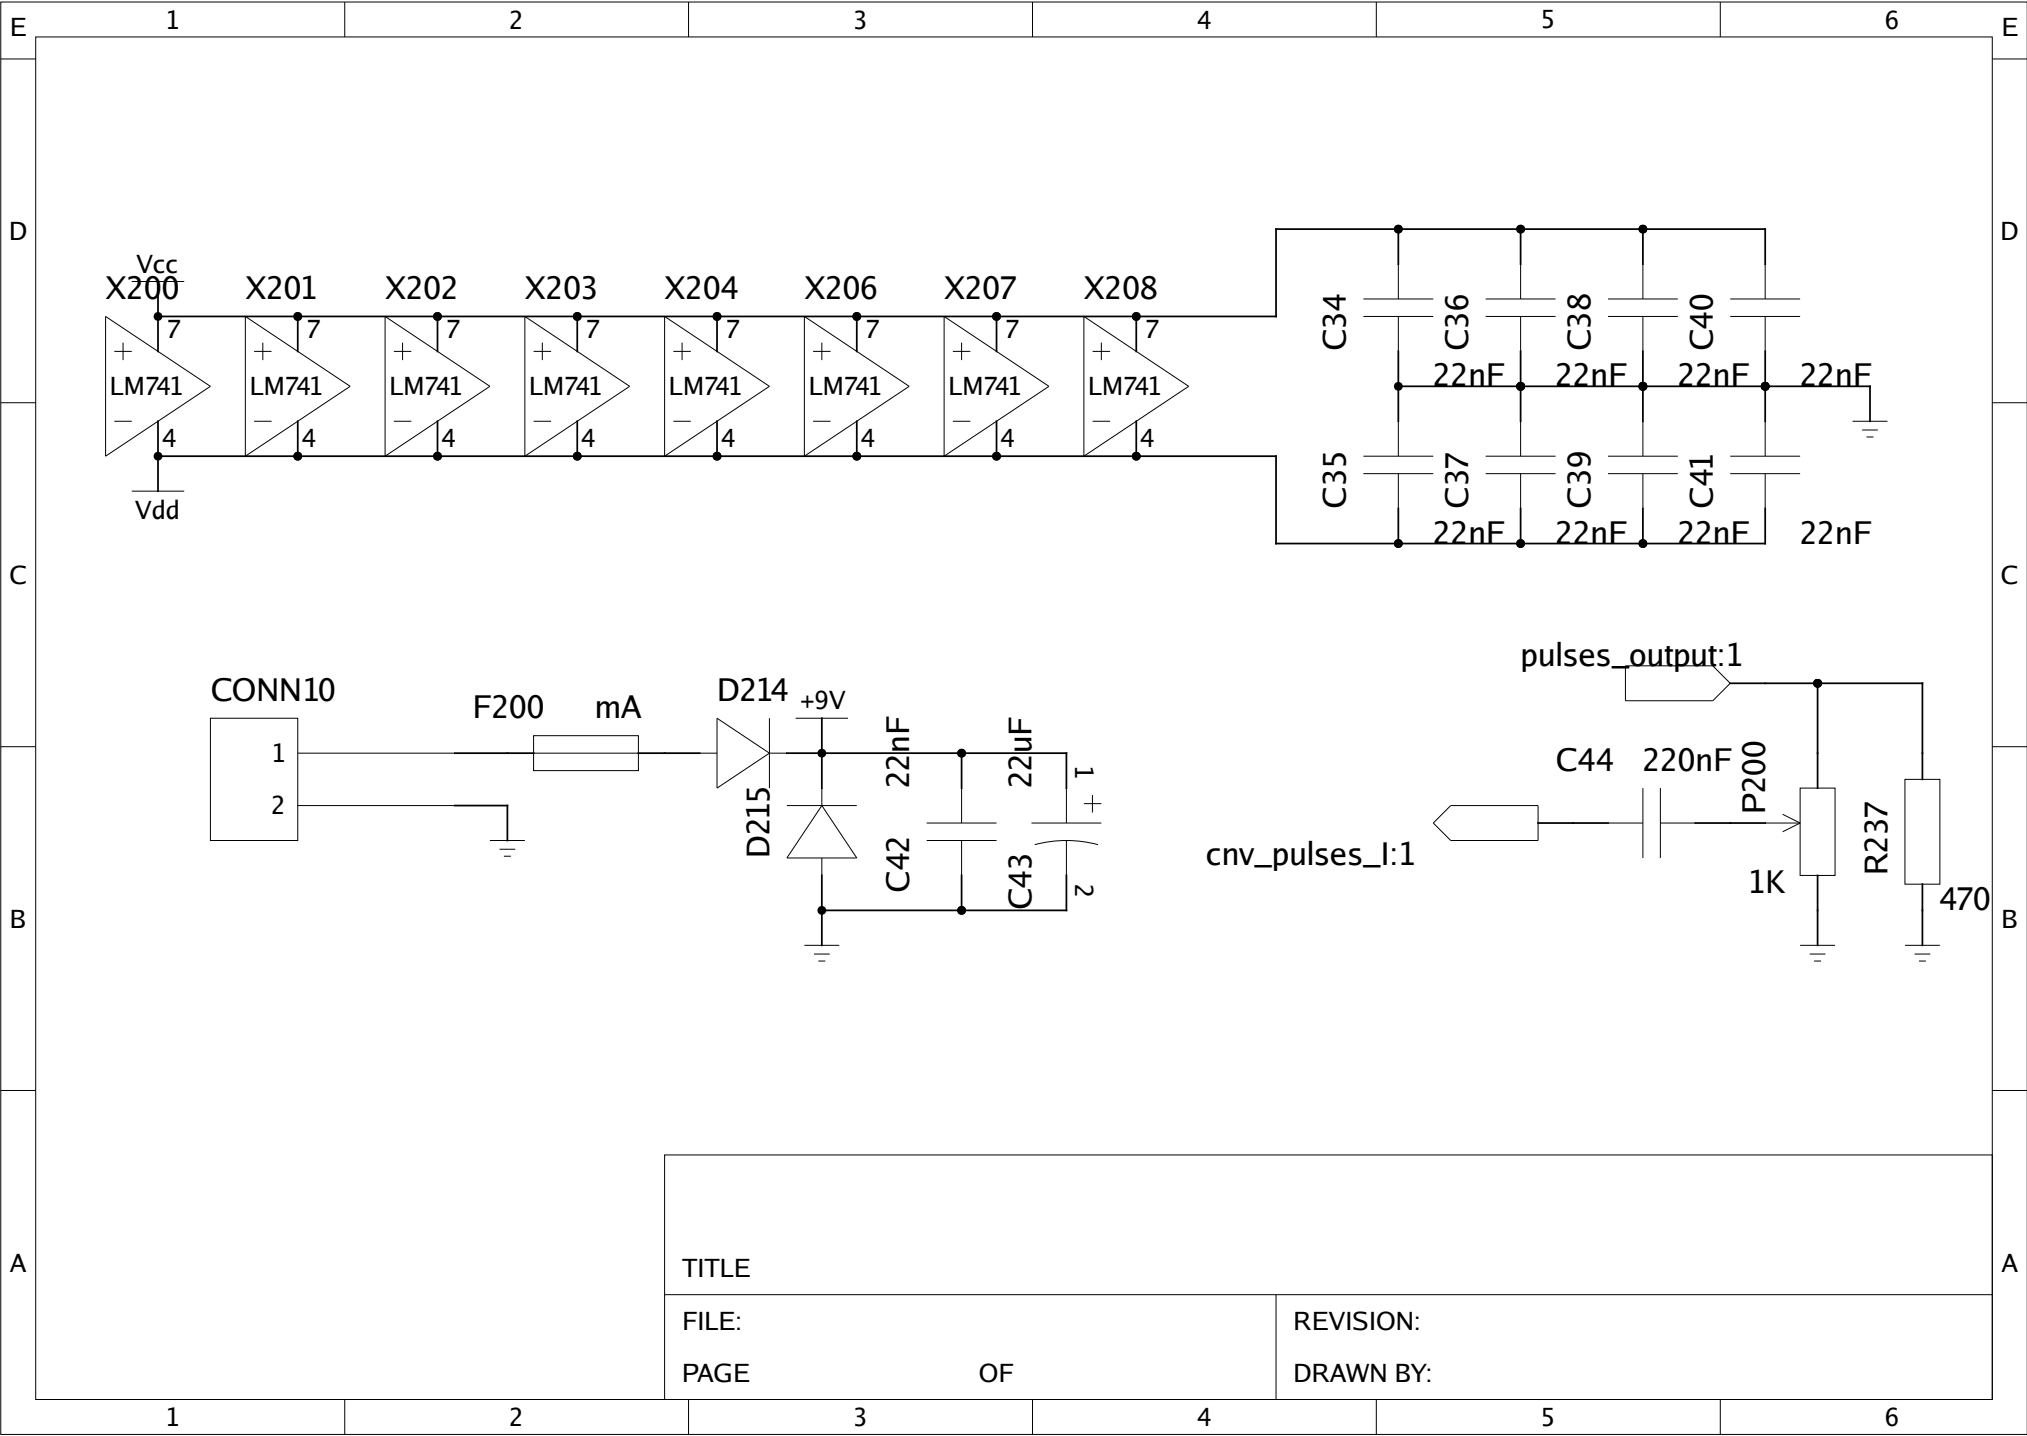 E 1 2 3 4 5 6 E
D D
Vcc
X200 X201 X202 X203 X204 X206 X207 X208
7 7 7 7 7 7 7 7
+ + + + + + + +
LM741 LM741 LM741 LM741 LM741 LM741 LM741 LM741
− − − − − − − −
4 4 4 4 4 4 4 4
Vdd
C34 C36 C38 C40
22nF 22nF 22nF 22nF
C35 C37 C39 C41
22nF 22nF 22nF 22nF
C C
pulses_output:1
CONN10 F200 mA D214 +9V 22nF 22uF
1
2
D215 C42 C43
1
+
2
C44 220nF P200
cnv_pulses_I:1
1K R237
470
B B
A A
TITLE
FILE: REVISION:
PAGE OF DRAWN BY:
1 2 3 4 5 6